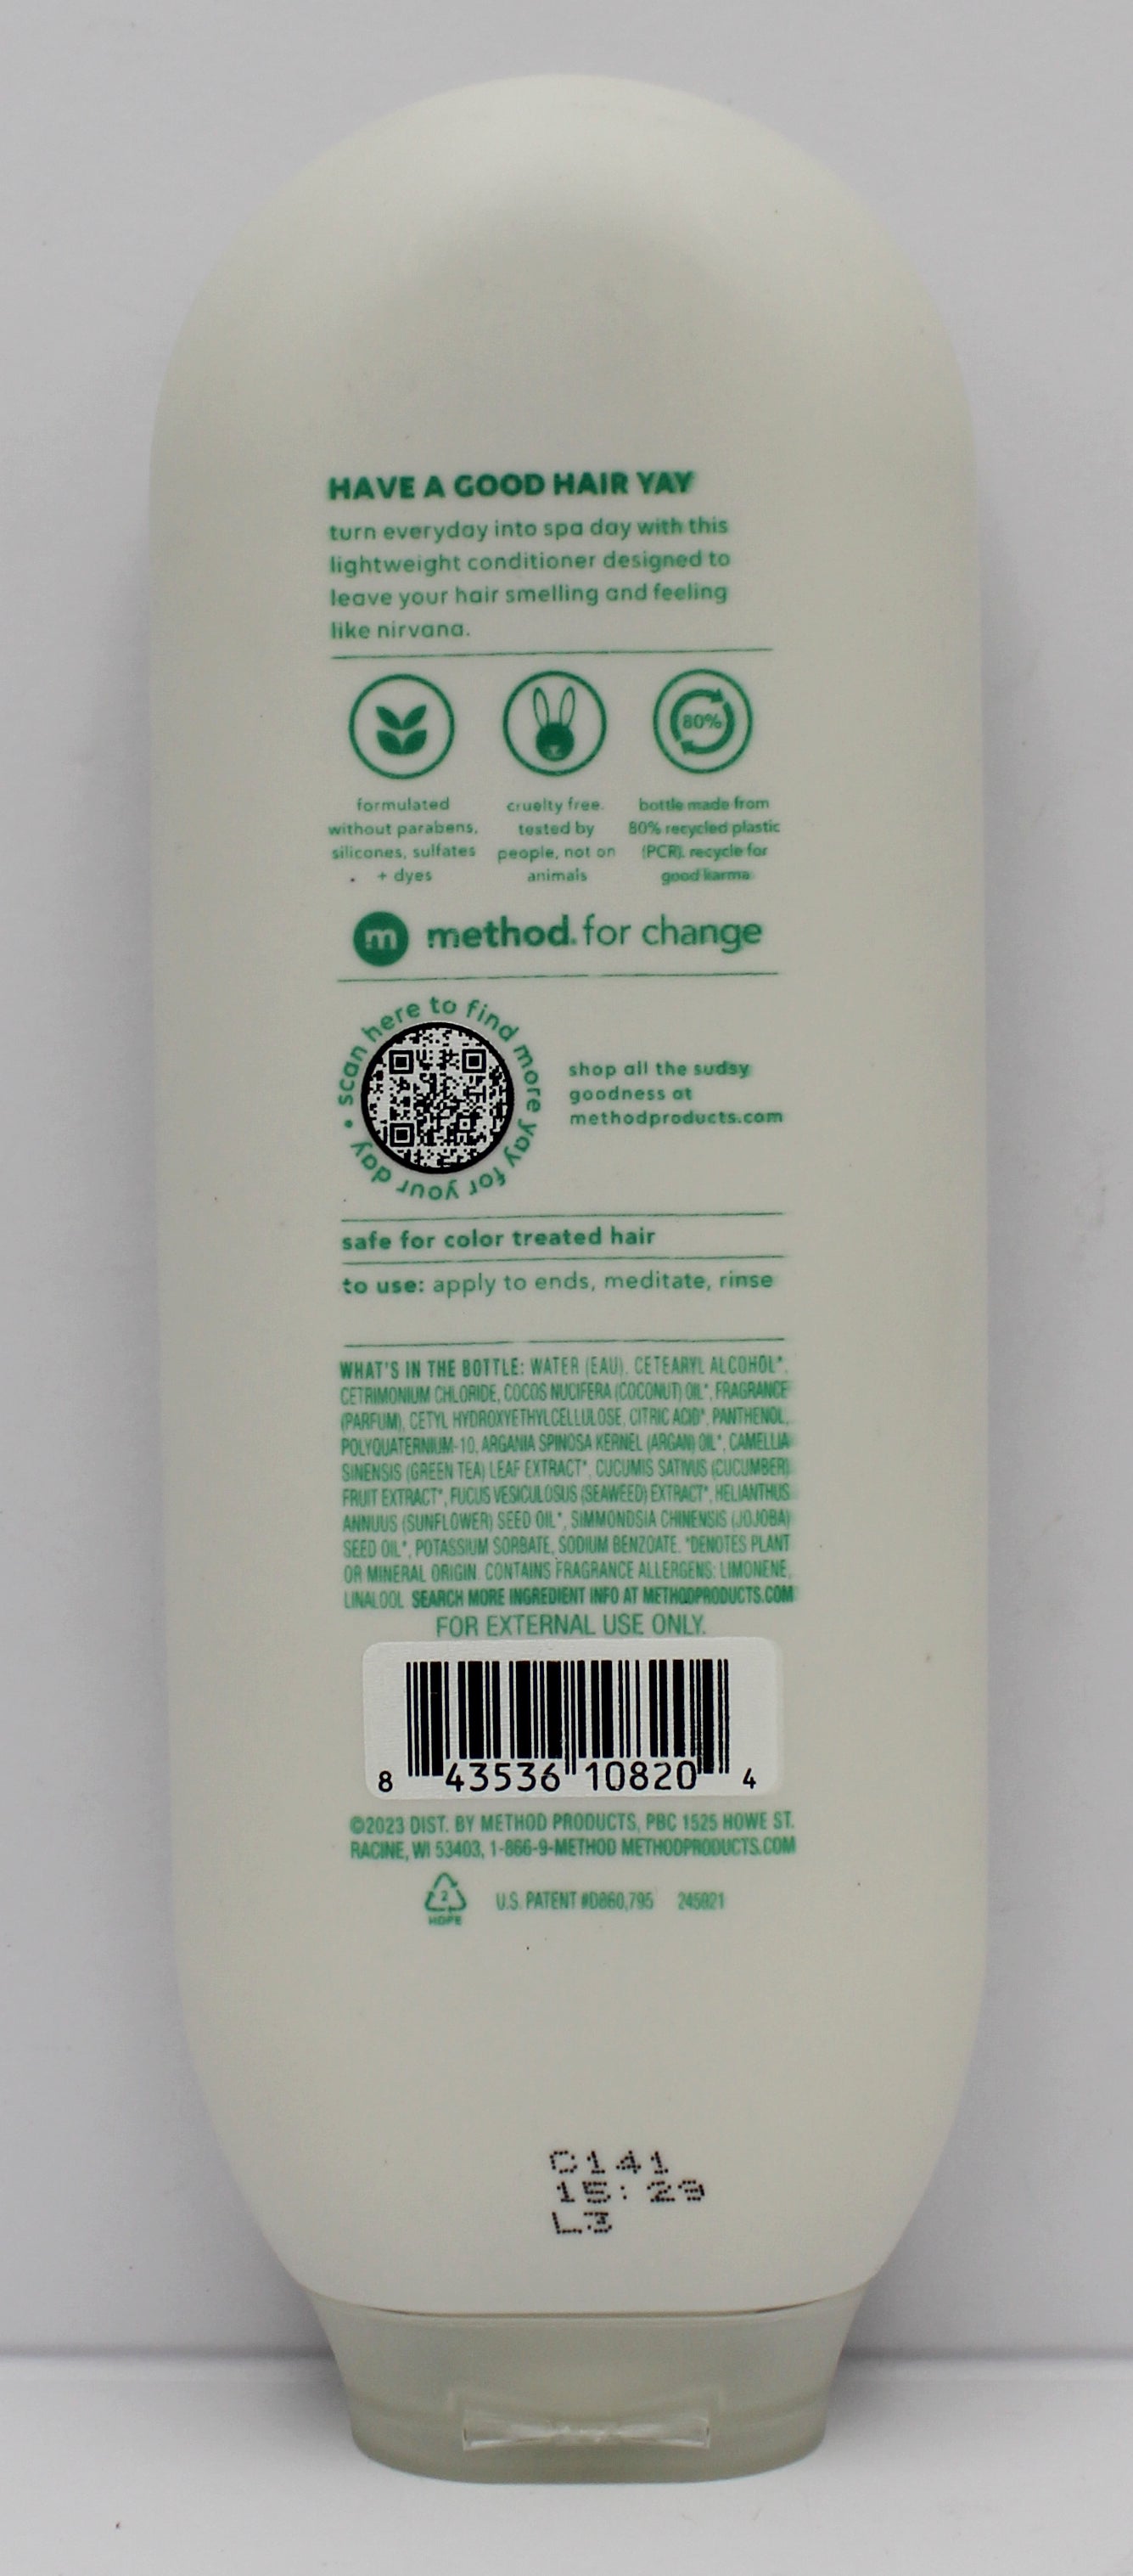 HAVE A GOOD HAIR YAY
turn everyday into spa day with this
lightweight conditioner designed to
leave your hair smelling and feeling
like nirvana.
80%
formulated
without parabens,
silicones, sulfates
+ dyes
cruelty free.
tested by
people, not on
animals
bottle made from
80% recycled plastic
(PCR). recycle for
good karma
m method. for change
scan here to find more yay for your day •
shop all the sudsy
goodness at
methodproducts.com
safe for color treated hair
to use: apply to ends, meditate, rinse
WHAT'S IN THE BOTTLE: WATER (EAU), CETEARYL ALCOHOL*,
CETRIMONIUM CHLORIDE, COCOS NUCIFERA (COCONUT) OIL*, FRAGRANCE
(PARFUM), CETYL HYDROXYETHYLCELLULOSE, CITRIC ACID*, PANTHENOL,
POLYQUATERNIUM-10, ARGANIA SPINOSA KERNEL (ARGAN) OIL*, CAMELLIA
SINENSIS (GREEN TEA) LEAF EXTRACT*, CUCUMIS SATIVUS (CUCUMBER)
FRUIT EXTRACT*, FUCUS VESICULOSUS (SEAWEED) EXTRACT*, HELIANTHUS
ANNUUS (SUNFLOWER) SEED OIL*, SIMMONDSIA CHINENSIS (JOJOBA)
SEED OIL*, POTASSIUM SORBATE, SODIUM BENZOATE. *DENOTES PLANT
OR MINERAL ORIGIN. CONTAINS FRAGRANCE ALLERGENS: LIMONENE,
LINALOOL SEARCH MORE INGREDIENT INFO AT METHODPRODUCTS.COM
FOR EXTERNAL USE ONLY.
8 43536 10820 4
©2023 DIST. BY METHOD PRODUCTS, PBC 1525 HOWE ST.
RACINE, WI 53403, 1-866-9-METHOD METHODPRODUCTS.COM
2
HDPE
U.S. PATENT #D860,795 245021
C141
15:29
L3